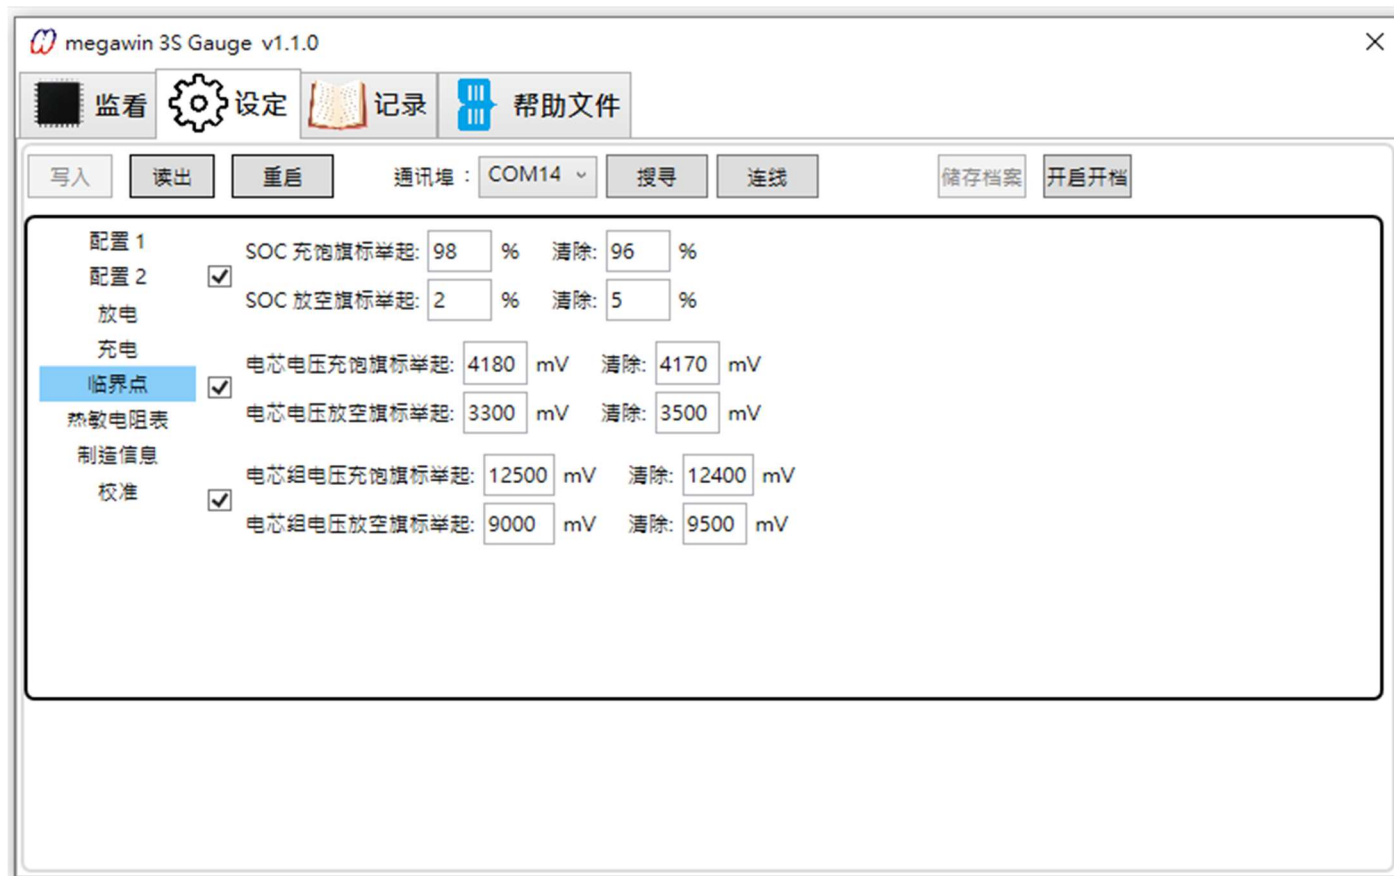 megawin 3S Gauge v1.1.0
监看 设定 记录 帮助文件
写入 读出 重启 通讯埠： COM14 搜寻 连线 储存档案 开启开档
配置 1
配置 2
放电
充电
临界点
热敏电阻表
制造信息
校准
SOC 充饱旗标举起: 98 % 清除: 96 %
SOC 放空旗标举起: 2 % 清除: 5 %
电芯电压充饱旗标举起: 4180 mV 清除: 4170 mV
电芯电压放空旗标举起: 3300 mV 清除: 3500 mV
电芯组电压充饱旗标举起: 12500 mV 清除: 12400 mV
电芯组电压放空旗标举起: 9000 mV 清除: 9500 mV